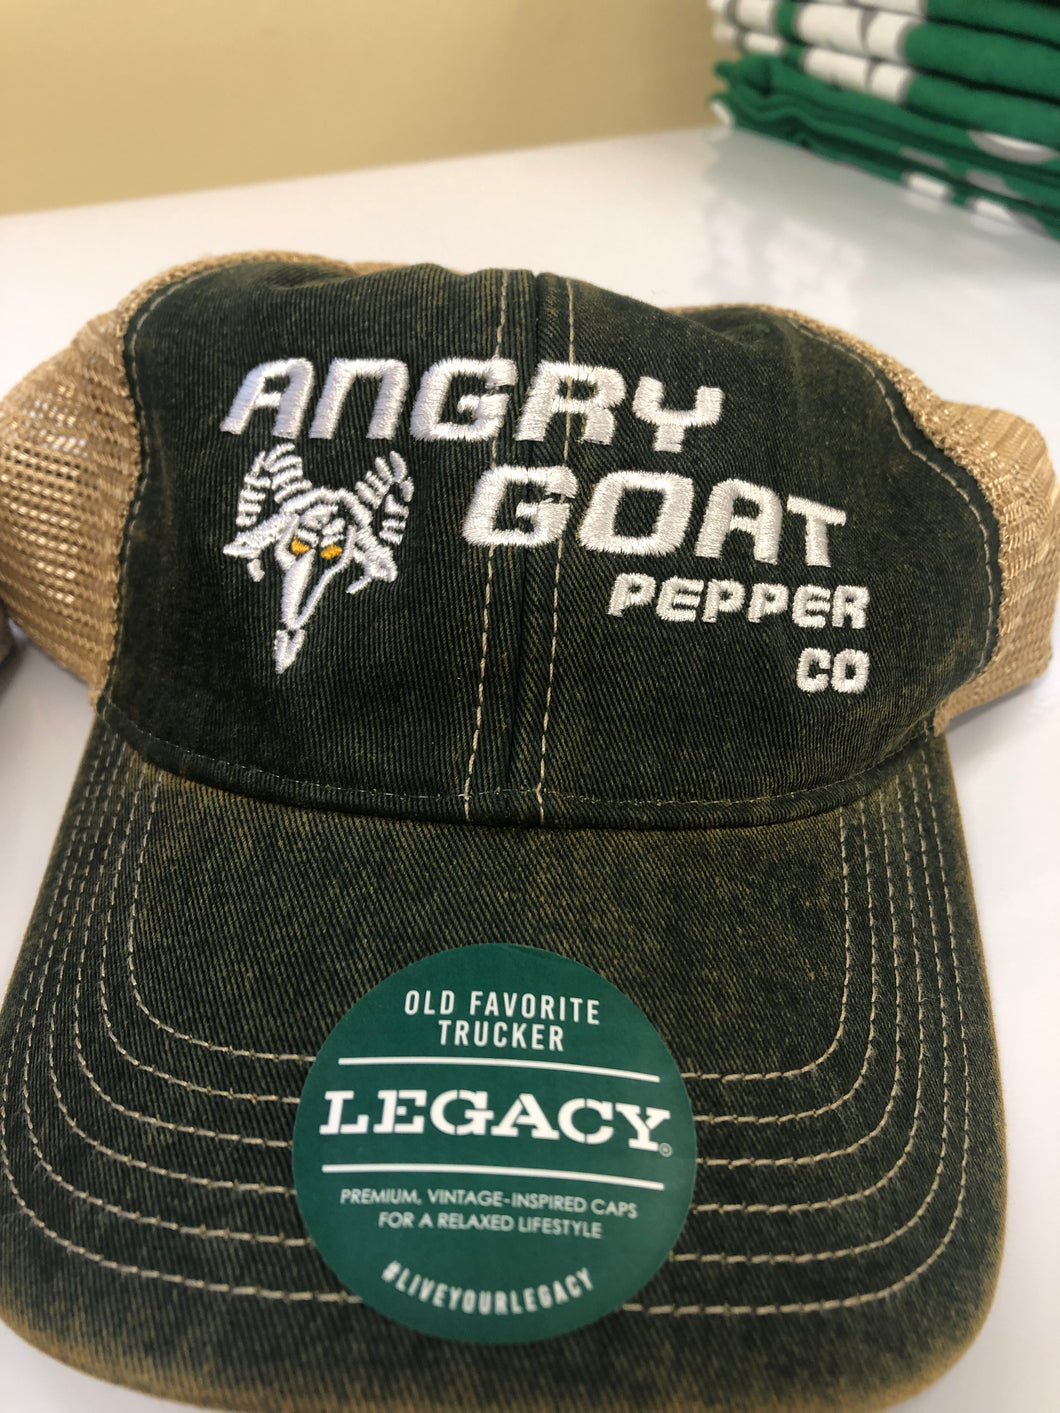 ANGRY
GOAT
PEPPER
CO
OLD FAVORITE
TRUCKER
LEGACY®
PREMIUM, VINTAGE-INSPIRED CAPS
FOR A RELAXED LIFESTYLE
#LIVEYOURLEGACY